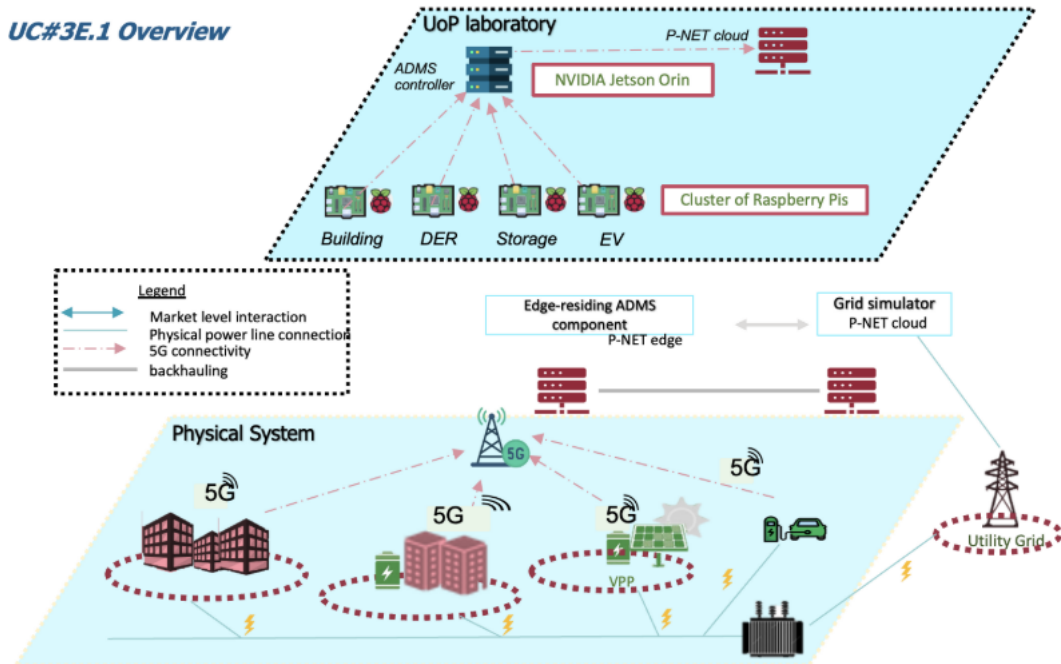 UC#3E.1 Overview
UoP laboratory
P-NET cloud
ADMS
controller
NVIDIA Jetson Orin
Cluster of Raspberry Pis
Building
DER
Storage
EV
Legend
Market level interaction
Physical power line connection
5G connectivity
backhauling
Edge-residing ADMS
component
P-NET edge
Grid simulator
P-NET cloud
Physical System
5G
5G
5G
5G
5G
VPP
Utility Grid